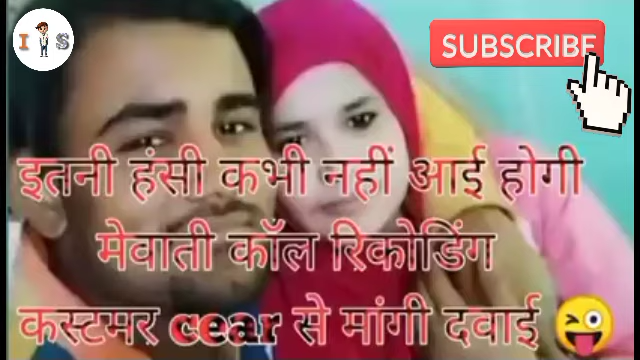 I S
SUBSCRIBE
इतनी हंसी कभी नहीं आई होगी
मेवाती कॉल रिकोडिंग
कस्टमर cear से मांगी दवाई